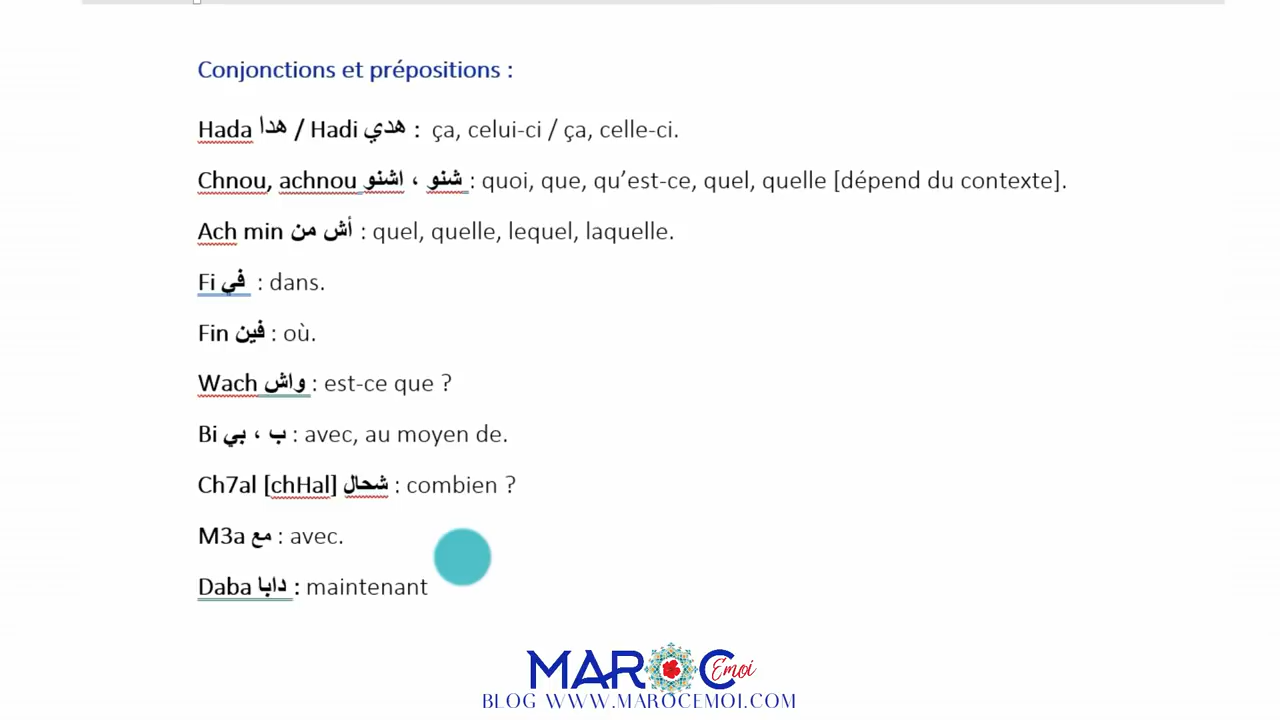 Conjonctions et prépositions :
Hada هدا / Hadi هدي : ça, celui-ci / ça, celle-ci.
Chnou, achnou شنو ، اشنو : quoi, que, qu’est-ce, quel, quelle [dépend du contexte].
Ach min أش من : quel, quelle, lequel, laquelle.
Fi في : dans.
Fin فين : où.
Wach واش : est-ce que ?
Bi ب ، بي : avec, au moyen de.
Ch7al [chHal] شحال : combien ?
M3a مع : avec.
Daba دابا : maintenant
MAROC Emoi
BLOG WWW.MAROCEMOI.COM